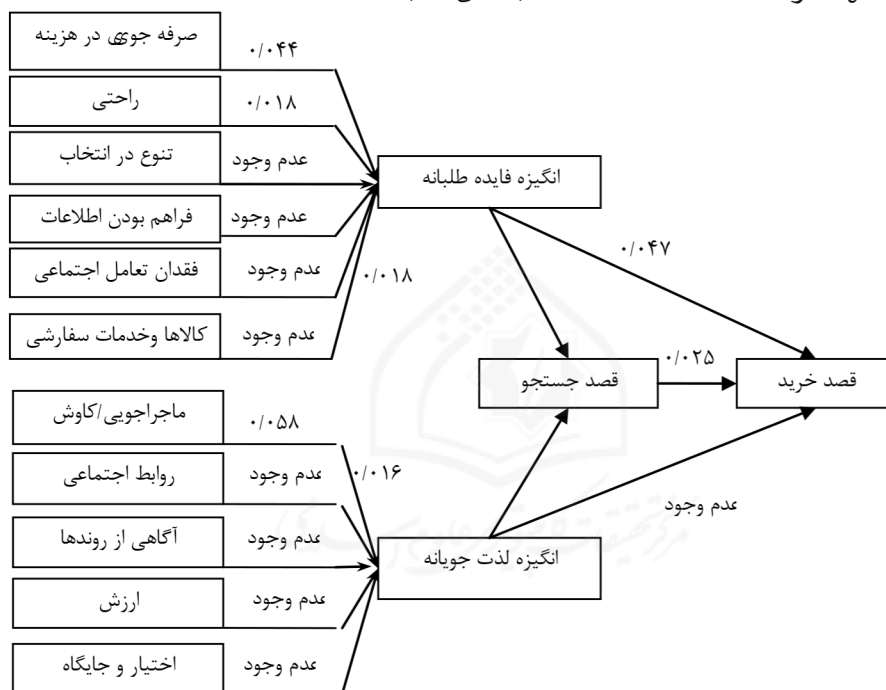 صرفه جویی در هزینه
۰/۰۴۴
راحتی
۰/۰۱۸
تنوع در انتخاب
عدم وجود
انگیزه فایده طلبانه
فراهم بودن اطلاعات
عدم وجود
۰/۰۴۷
فقدان تعامل اجتماعی
عدم وجود
۰/۰۱۸
کالاها وخدمات سفارشی
عدم وجود
قصد جستجو
۰/۰۲۵
قصد خرید
ماجراجویی/کاوش
۰/۰۵۸
روابط اجتماعی
عدم وجود
۰/۰۱۶
عدم وجود
آگاهی از روندها
عدم وجود
انگیزه لذت جویانه
ارزش
عدم وجود
اختیار و جایگاه
عدم وجود